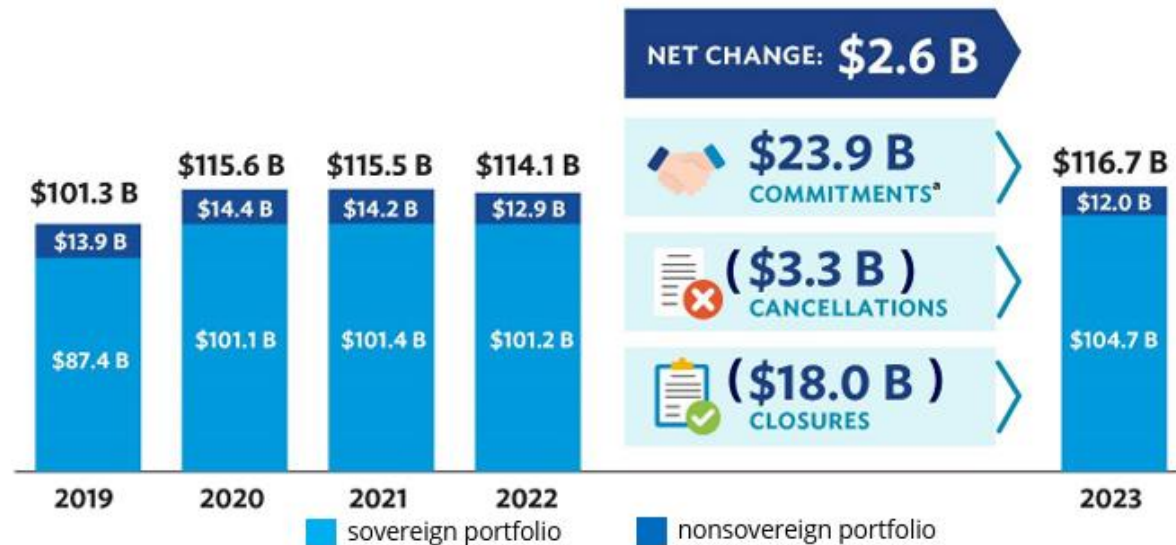 NET CHANGE: $2.6 B
$101.3 B
$13.9 B
$87.4 B
2019
$115.6 B
$14.4 B
$101.1 B
2020
$115.5 B
$14.2 B
$101.4 B
2021
$114.1 B
$12.9 B
$101.2 B
2022
$23.9 B
COMMITMENTSª
($3.3 B )
CANCELLATIONS
($18.0 B )
CLOSURES
$116.7 B
$12.0 B
$104.7 B
2023
sovereign portfolio
nonsovereign portfolio